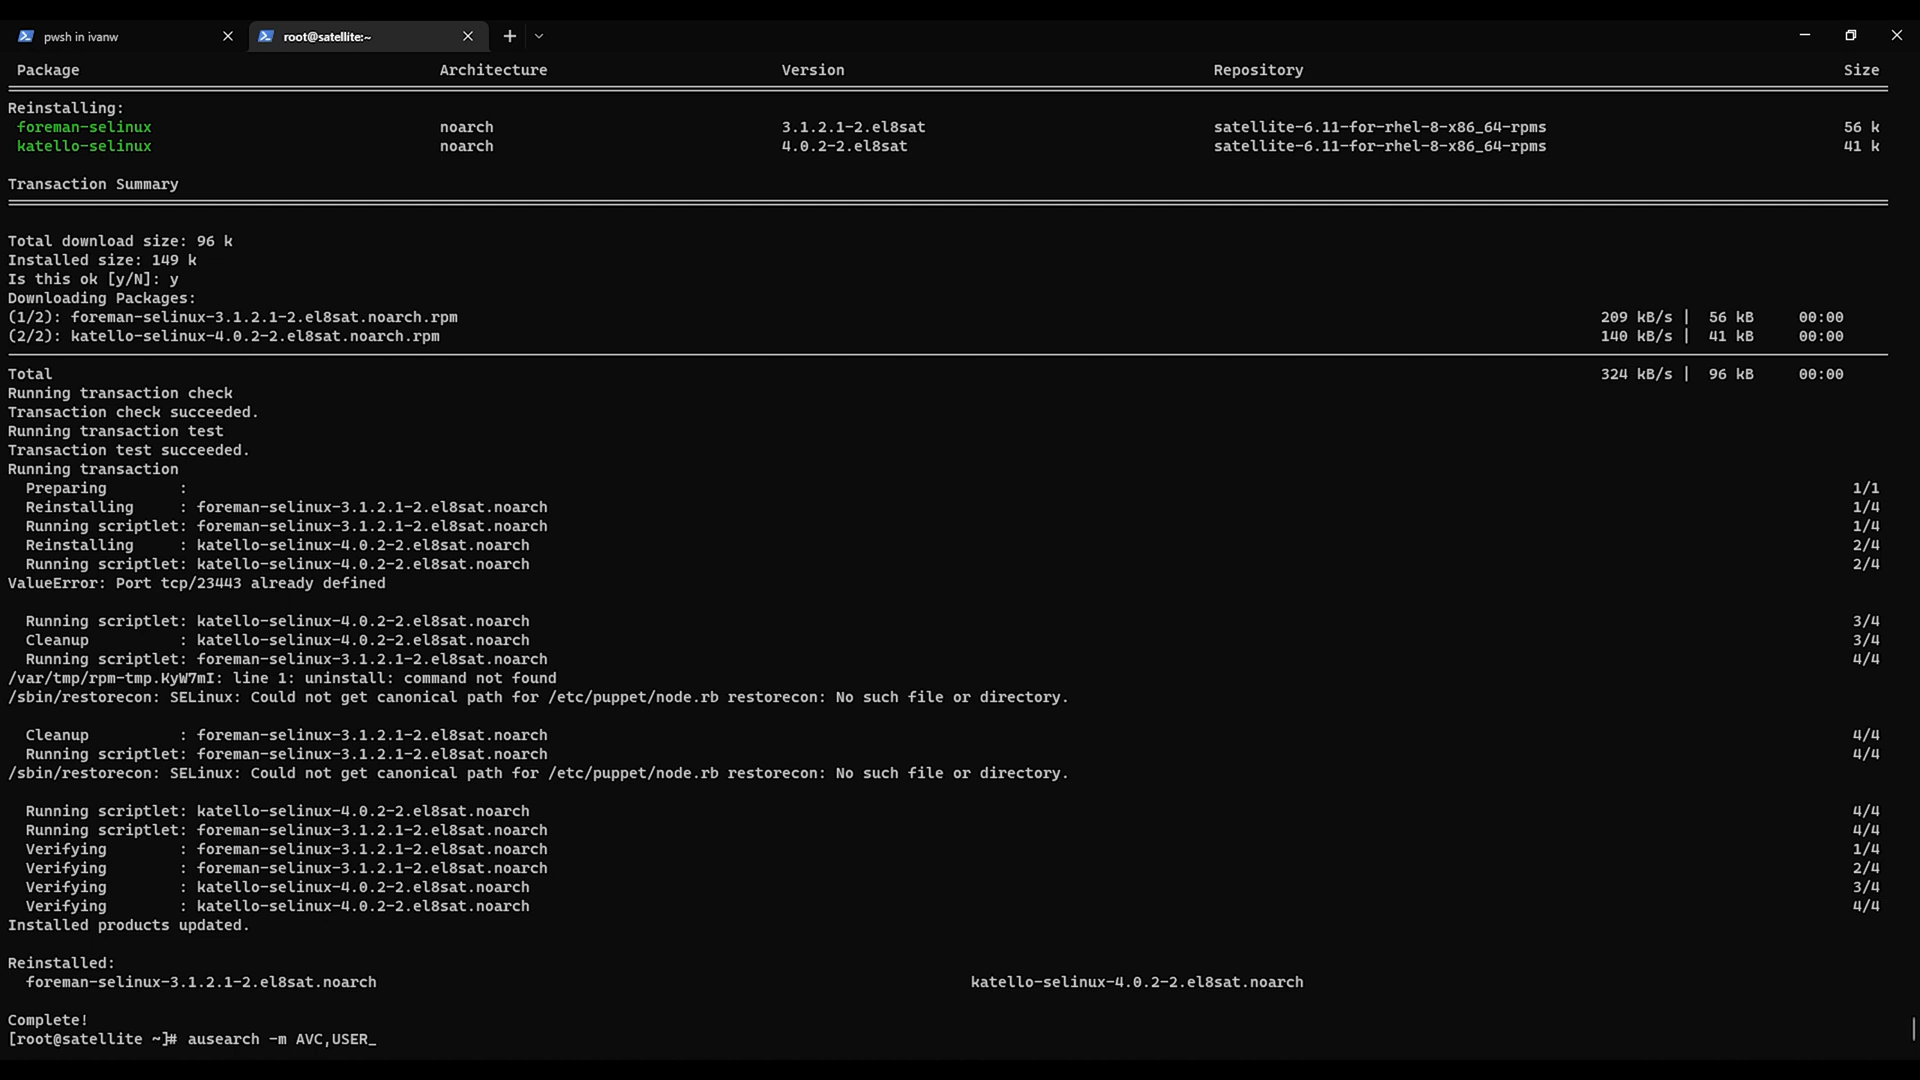 pwsh in ivanw
root@satellite:~
Package Architecture Version Repository Size
Reinstalling:
foreman-selinux noarch 3.1.2.1-2.el8sat satellite-6.11-for-rhel-8-x86_64-rpms 56 k
katello-selinux noarch 4.0.2-2.el8sat satellite-6.11-for-rhel-8-x86_64-rpms 41 k
Transaction Summary
Total download size: 96 k
Installed size: 149 k
Is this ok [y/N]: y
Downloading Packages:
(1/2): foreman-selinux-3.1.2.1-2.el8sat.noarch.rpm 209 kB/s | 56 kB 00:00
(2/2): katello-selinux-4.0.2-2.el8sat.noarch.rpm 140 kB/s | 41 kB 00:00
Total 324 kB/s | 96 kB 00:00
Running transaction check
Transaction check succeeded.
Running transaction test
Transaction test succeeded.
Running transaction
Preparing : 1/1
Reinstalling : foreman-selinux-3.1.2.1-2.el8sat.noarch 1/4
Running scriptlet: foreman-selinux-3.1.2.1-2.el8sat.noarch 1/4
Reinstalling : katello-selinux-4.0.2-2.el8sat.noarch 2/4
Running scriptlet: katello-selinux-4.0.2-2.el8sat.noarch 2/4
ValueError: Port tcp/23443 already defined
Running scriptlet: katello-selinux-4.0.2-2.el8sat.noarch 3/4
Cleanup : katello-selinux-4.0.2-2.el8sat.noarch 3/4
Running scriptlet: foreman-selinux-3.1.2.1-2.el8sat.noarch 4/4
/var/tmp/rpm-tmp.KyW7mI: line 1: uninstall: command not found
/sbin/restorecon: SELinux: Could not get canonical path for /etc/puppet/node.rb restorecon: No such file or directory.
Cleanup : foreman-selinux-3.1.2.1-2.el8sat.noarch 4/4
Running scriptlet: foreman-selinux-3.1.2.1-2.el8sat.noarch 4/4
/sbin/restorecon: SELinux: Could not get canonical path for /etc/puppet/node.rb restorecon: No such file or directory.
Running scriptlet: katello-selinux-4.0.2-2.el8sat.noarch 4/4
Running scriptlet: foreman-selinux-3.1.2.1-2.el8sat.noarch 4/4
Verifying : foreman-selinux-3.1.2.1-2.el8sat.noarch 1/4
Verifying : foreman-selinux-3.1.2.1-2.el8sat.noarch 2/4
Verifying : katello-selinux-4.0.2-2.el8sat.noarch 3/4
Verifying : katello-selinux-4.0.2-2.el8sat.noarch 4/4
Installed products updated.
Reinstalled:
foreman-selinux-3.1.2.1-2.el8sat.noarch katello-selinux-4.0.2-2.el8sat.noarch
Complete!
[root@satellite ~]# ausearch -m AVC,USER_